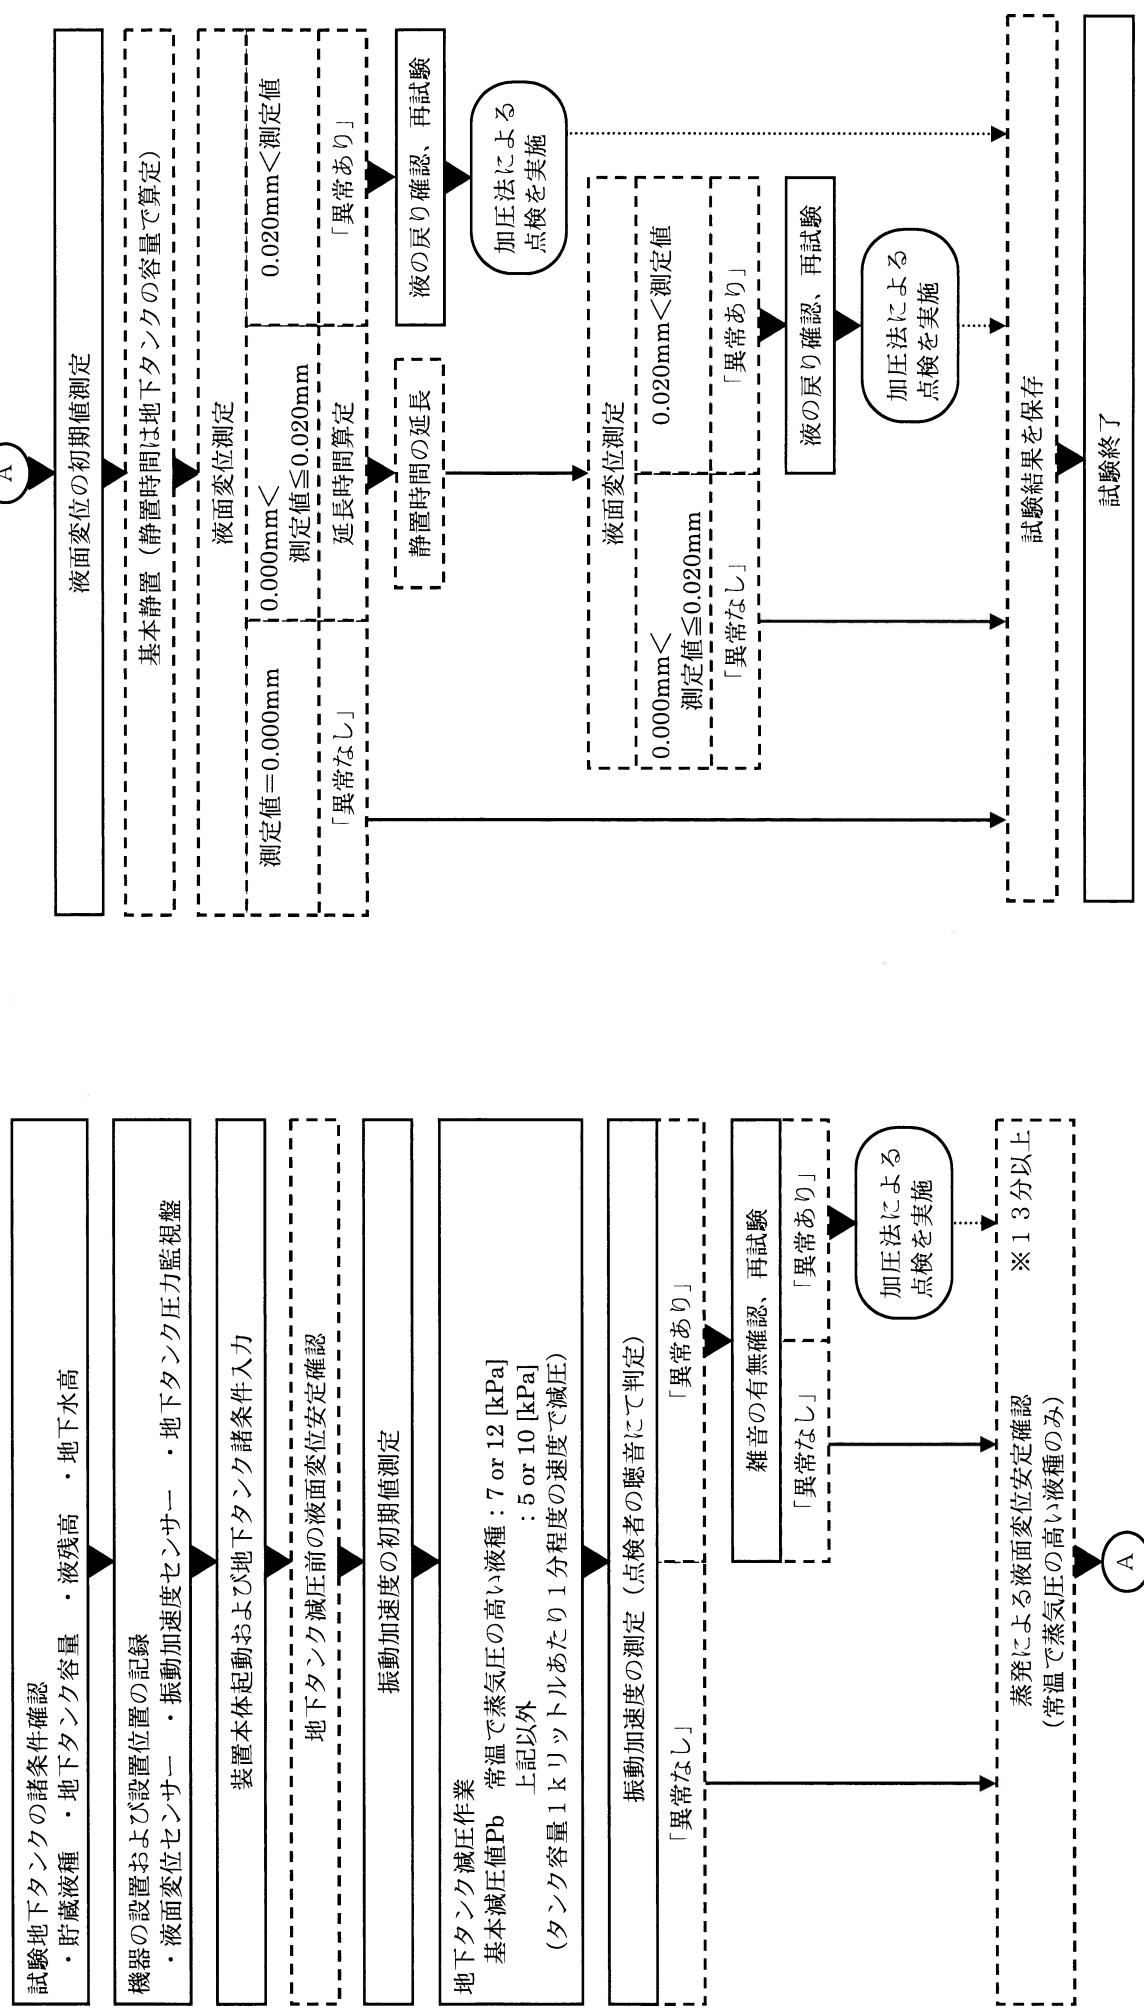 試験地下タンクの諸条件確認
・貯蔵液種 ・地下タンク容量 ・液残高 ・地下水高
機器の設置および設置位置の記録
・液面変位センサー ・振動加速度センサー ・地下タンク圧力監視盤
装置本体起動および地下タンク諸条件入力
地下タンク減圧前の液面変位安定確認
振動加速度の初期値測定
地下タンク減圧作業
基本減圧値Pb 常温で蒸気圧の高い液種：7 or 12 [kPa]
上記以外 ：5 or 10 [kPa]
（タンク容量１ｋリットルあたり１分程度の速度で減圧）
振動加速度の測定（点検者の聴音にて判定）
「異常なし」 「異常あり」
雑音の有無確認、再試験
「異常なし」 「異常あり」
加圧法による
点検を実施
※１３分以上
蒸発による液面変位安定確認
（常温で蒸気圧の高い液種のみ）
A
A
液面変位の初期値測定
基本静置（静置時間は地下タンクの容量で算定）
液面変位測定
測定値＝0.000mm
0.000mm＜
測定値≦0.020mm
0.020mm＜測定値
「異常なし」 延長時間算定 「異常あり」
静置時間の延長
液の戻り確認、再試験
加圧法による
点検を実施
液面変位測定
0.000mm＜
測定値≦0.020mm
0.020mm＜測定値
「異常なし」 「異常あり」
液の戻り確認、再試験
加圧法による
点検を実施
試験結果を保存
試験終了